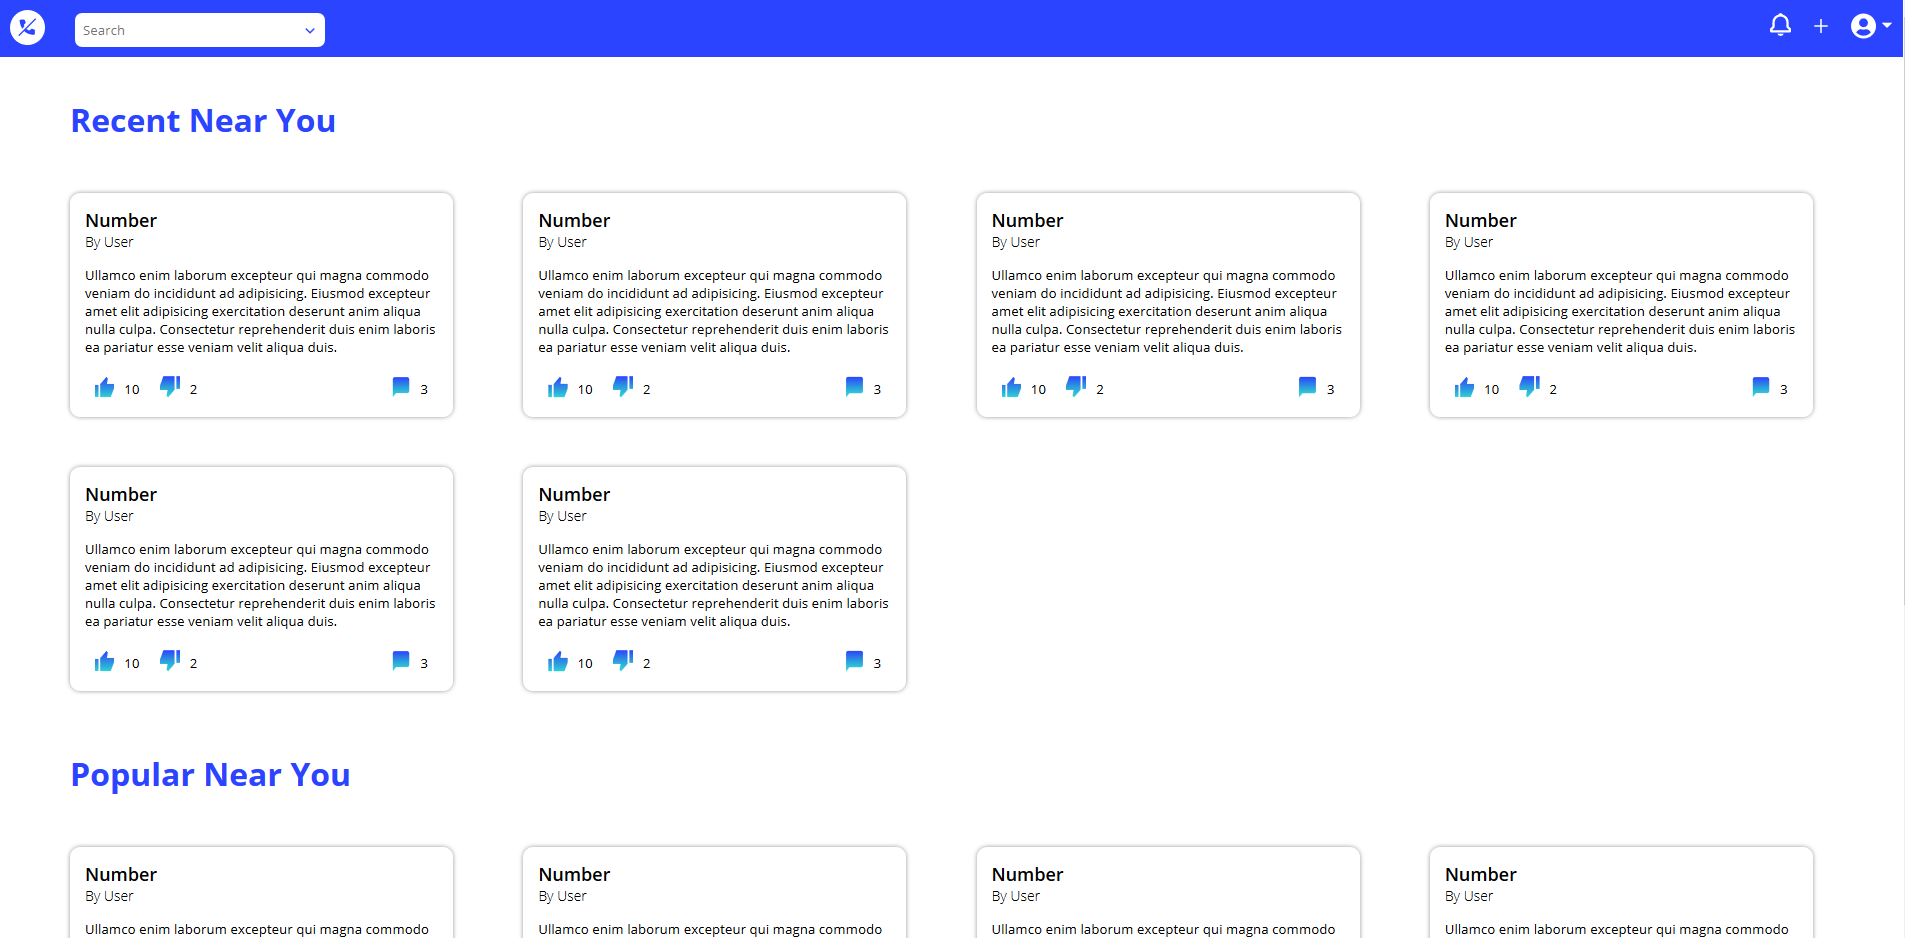 Search
Recent Near You
Number
By User
Ullamco enim laborum excepteur qui magna commodo
veniam do incididunt ad adipisicing. Eiusmod excepteur
amet elit adipisicing exercitation deserunt anim aliqua
nulla culpa. Consectetur reprehenderit duis enim laboris
ea pariatur esse veniam velit aliqua duis.
10 2 3
Number
By User
Ullamco enim laborum excepteur qui magna commodo
veniam do incididunt ad adipisicing. Eiusmod excepteur
amet elit adipisicing exercitation deserunt anim aliqua
nulla culpa. Consectetur reprehenderit duis enim laboris
ea pariatur esse veniam velit aliqua duis.
10 2 3
Number
By User
Ullamco enim laborum excepteur qui magna commodo
veniam do incididunt ad adipisicing. Eiusmod excepteur
amet elit adipisicing exercitation deserunt anim aliqua
nulla culpa. Consectetur reprehenderit duis enim laboris
ea pariatur esse veniam velit aliqua duis.
10 2 3
Number
By User
Ullamco enim laborum excepteur qui magna commodo
veniam do incididunt ad adipisicing. Eiusmod excepteur
amet elit adipisicing exercitation deserunt anim aliqua
nulla culpa. Consectetur reprehenderit duis enim laboris
ea pariatur esse veniam velit aliqua duis.
10 2 3
Number
By User
Ullamco enim laborum excepteur qui magna commodo
veniam do incididunt ad adipisicing. Eiusmod excepteur
amet elit adipisicing exercitation deserunt anim aliqua
nulla culpa. Consectetur reprehenderit duis enim laboris
ea pariatur esse veniam velit aliqua duis.
10 2 3
Number
By User
Ullamco enim laborum excepteur qui magna commodo
veniam do incididunt ad adipisicing. Eiusmod excepteur
amet elit adipisicing exercitation deserunt anim aliqua
nulla culpa. Consectetur reprehenderit duis enim laboris
ea pariatur esse veniam velit aliqua duis.
10 2 3
Popular Near You
Number
By User
Ullamco enim laborum excepteur qui magna commodo
Number
By User
Ullamco enim laborum excepteur qui magna commodo
Number
By User
Ullamco enim laborum excepteur qui magna commodo
Number
By User
Ullamco enim laborum excepteur qui magna commodo